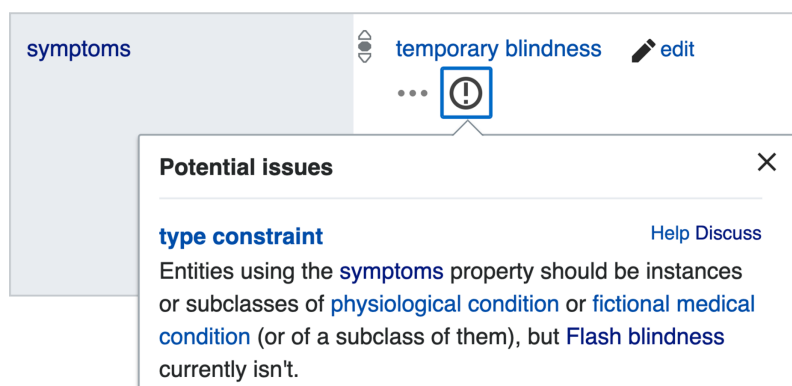 symptoms
temporary blindness edit
Potential issues
type constraint Help Discuss
Entities using the symptoms property should be instances
or subclasses of physiological condition or fictional medical
condition (or of a subclass of them), but Flash blindness
currently isn't.